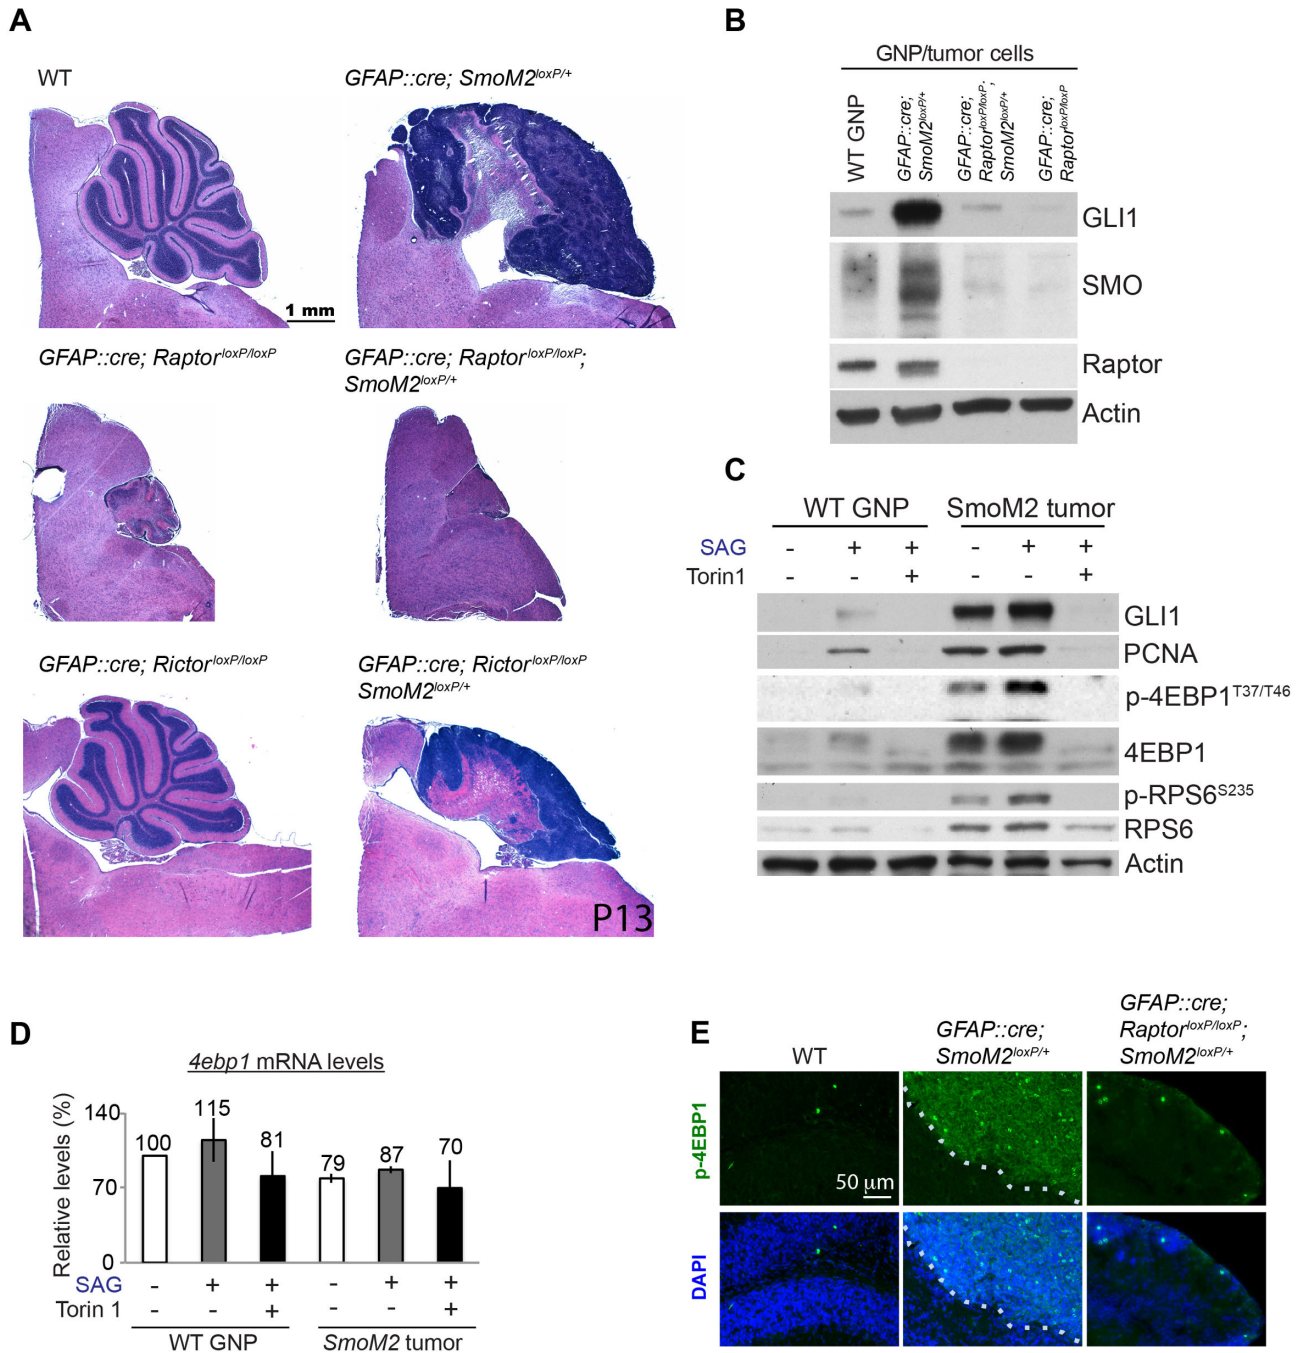 A
WT
GFAP::cre; SmoM2loxP/+
1 mm
GFAP::cre; RaptorloxP/loxP
GFAP::cre; RaptorloxP/loxP;
SmoM2loxP/+
GFAP::cre; RictorloxP/loxP
GFAP::cre; RictorloxP/loxP
SmoM2loxP/+
P13
B
GNP/tumor cells
WT GNP
GFAP::cre;
SmoM2loxP/+
GFAP::cre;
RaptorloxP/loxP;
SmoM2loxP/+
GFAP::cre;
RaptorloxP/loxP
GLI1
SMO
Raptor
Actin
C
WT GNP SmoM2 tumor
SAG - + + - + +
Torin1 - - + - - +
GLI1
PCNA
p-4EBP1T37/T46
4EBP1
p-RPS6S235
RPS6
Actin
D
4ebp1 mRNA levels
Relative levels (%)
140
70
0
100 115 81 79 87 70
SAG - + + - + +
Torin 1 - - + - - +
WT GNP SmoM2 tumor
E
WT
GFAP::cre;
SmoM2loxP/+
GFAP::cre;
RaptorloxP/loxP;
SmoM2loxP/+
p-4EBP1
50 µm
DAPI